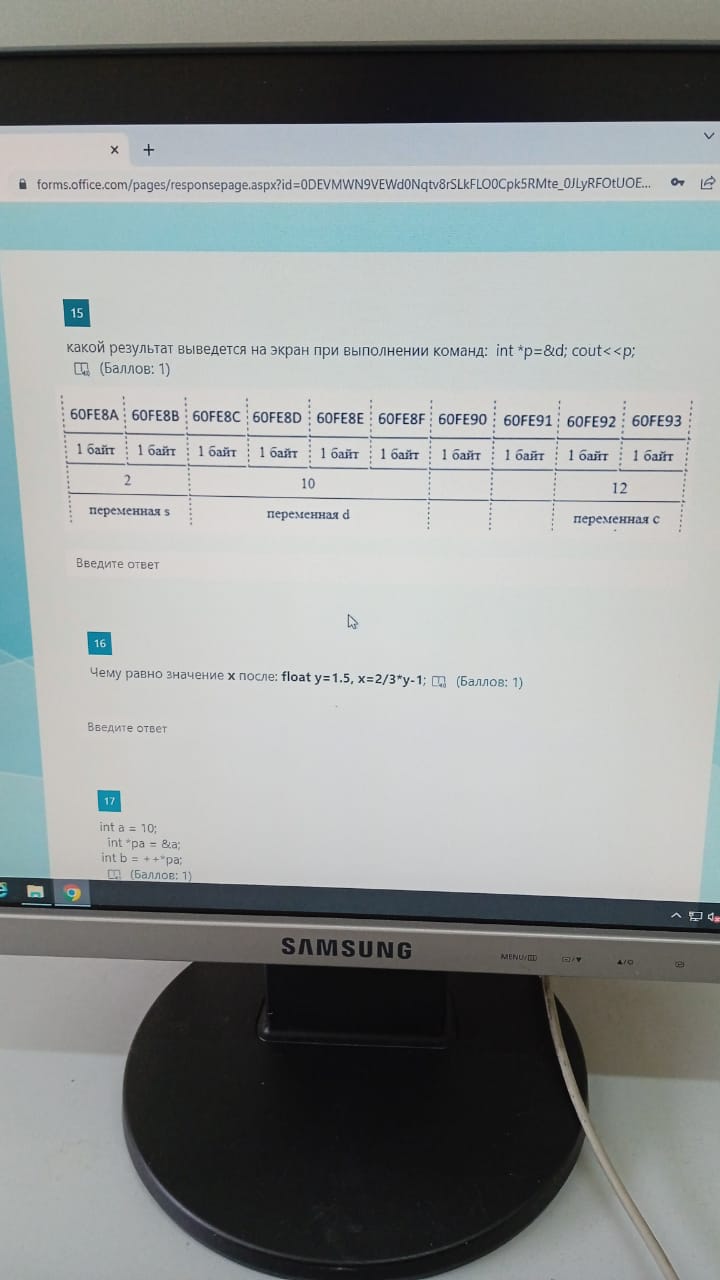 forms.office.com/pages/responsepage.aspx?id=0DEVMWN9VEWd0Nqtv8rSLkFLO0Cpk5RMte_0JLyRFOtUOE...
15
какой результат выведется на экран при выполнении команд: int *p=&d; cout<<p;
(Баллов: 1)
60FE8A 60FE8B 60FE8C 60FE8D 60FE8E 60FE8F 60FE90 60FE91 60FE92 60FE93
1 байт 1 байт 1 байт 1 байт 1 байт 1 байт 1 байт 1 байт 1 байт 1 байт
2 10 12
переменная s переменная d переменная c
Введите ответ
16
Чему равно значение x после: float y=1.5, x=2/3*y-1; (Баллов: 1)
Введите ответ
17
int a = 10;
int *pa = &a;
int b = ++*pa;
(Баллов: 1)
SAMSUNG
MENU/